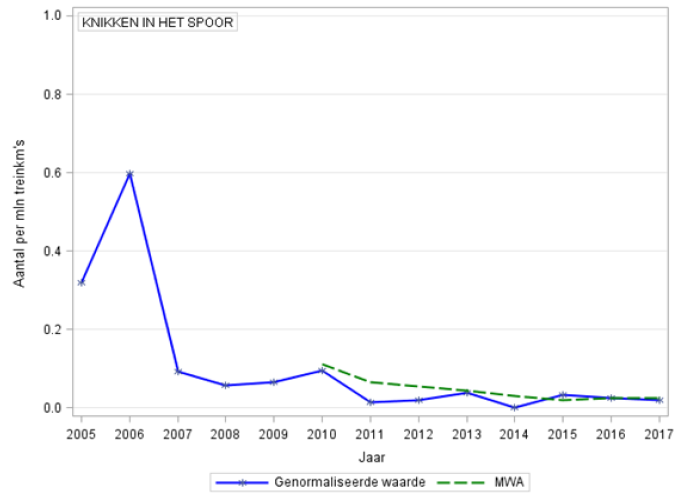 KNIKKEN IN HET SPOOR
1.0
0.8
0.6
0.4
0.2
0.0
Aantal per mln treinkm's
2005 2006 2007 2008 2009 2010 2011 2012 2013 2014 2015 2016 2017
Jaar
Genormaliseerde waarde MWA